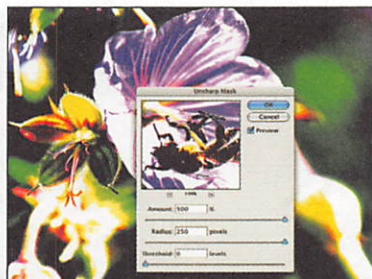 Unsharp Mask
OK
Cancel
Preview
100%
Amount: 500 %
Radius: 250 pixels
Threshold: 0 levels